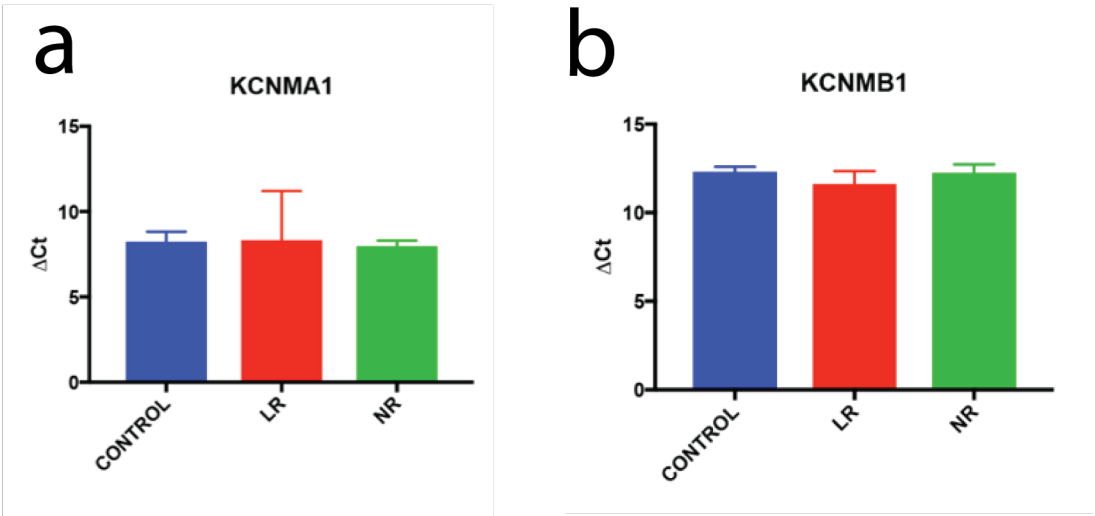 a
KCNMA1
15
10
5
0
ΔCt
CONTROL
LR
NR
b
KCNMB1
15
10
5
0
ΔCt
CONTROL
LR
NR